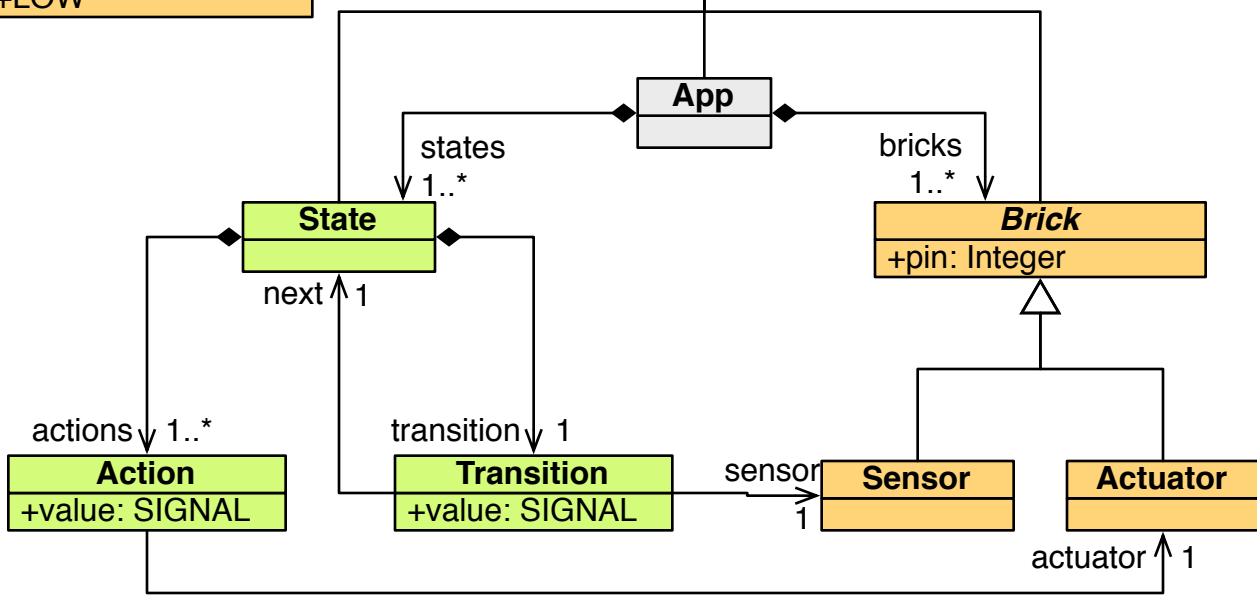 +LOW
App
states
1..*
bricks
1..*
State
Brick
+pin: Integer
next 1
actions 1..*
transition 1
Action
+value: SIGNAL
Transition
+value: SIGNAL
sensor
1
Sensor
Actuator
actuator 1